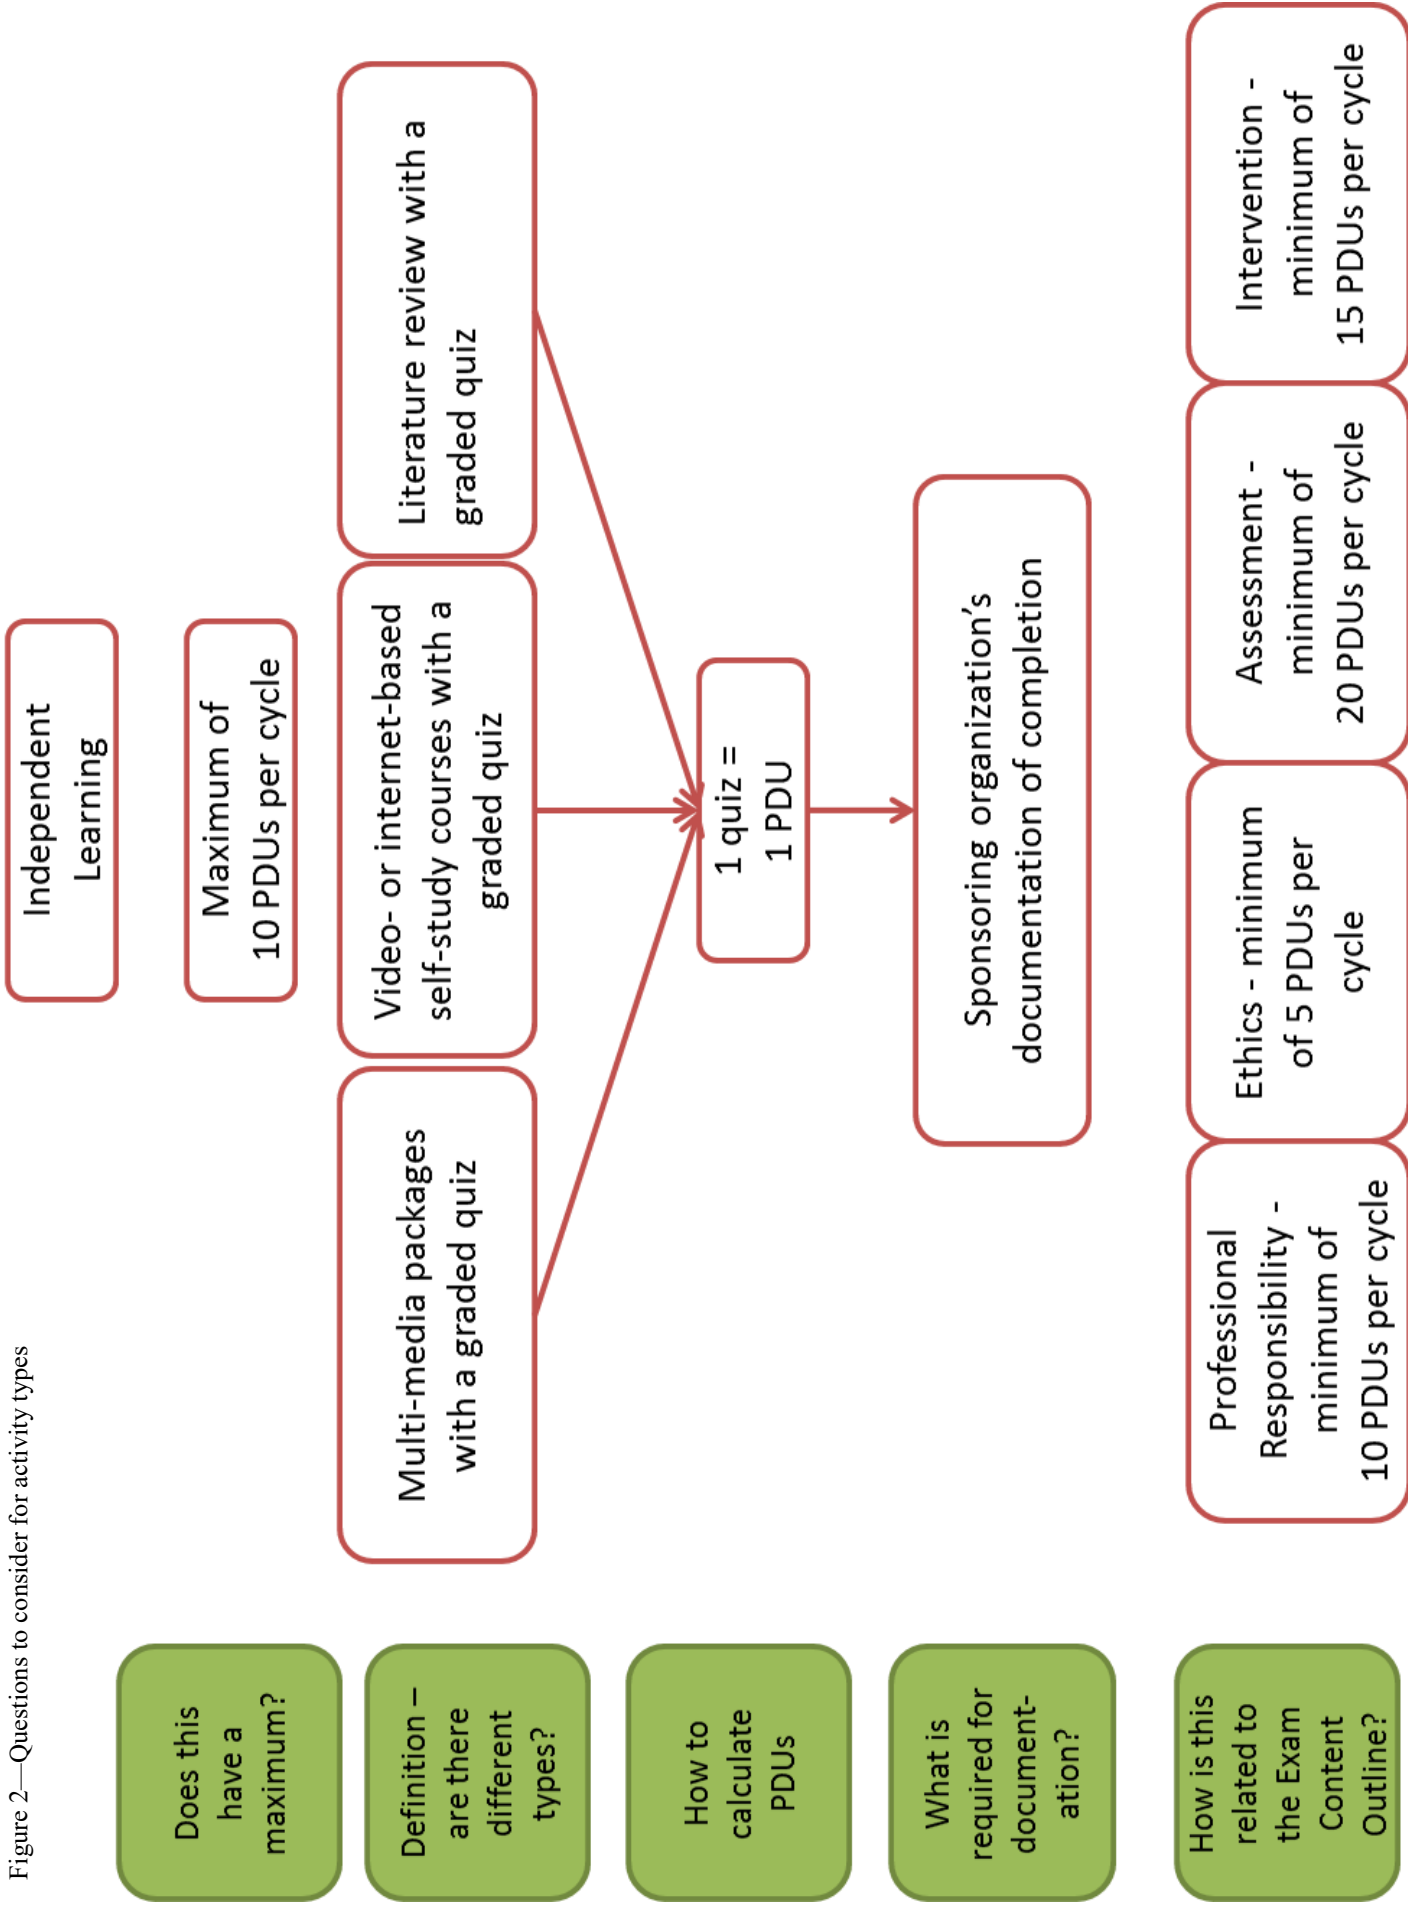 Figure 2—Questions to consider for activity types
Independent
Learning
Does this
have a
maximum?
Maximum of
10 PDUs per cycle
Definition –
are there
different
types?
Multi-media packages
with a graded quiz
Video- or internet-based
self-study courses with a
graded quiz
Literature review with a
graded quiz
How to
calculate
PDUs
1 quiz =
1 PDU
What is
required for
document-
ation?
Sponsoring organization’s
documentation of completion
How is this
related to
the Exam
Content
Outline?
Professional
Responsibility -
minimum of
10 PDUs per cycle
Ethics - minimum
of 5 PDUs per
cycle
Assessment -
minimum of
20 PDUs per cycle
Intervention -
minimum of
15 PDUs per cycle